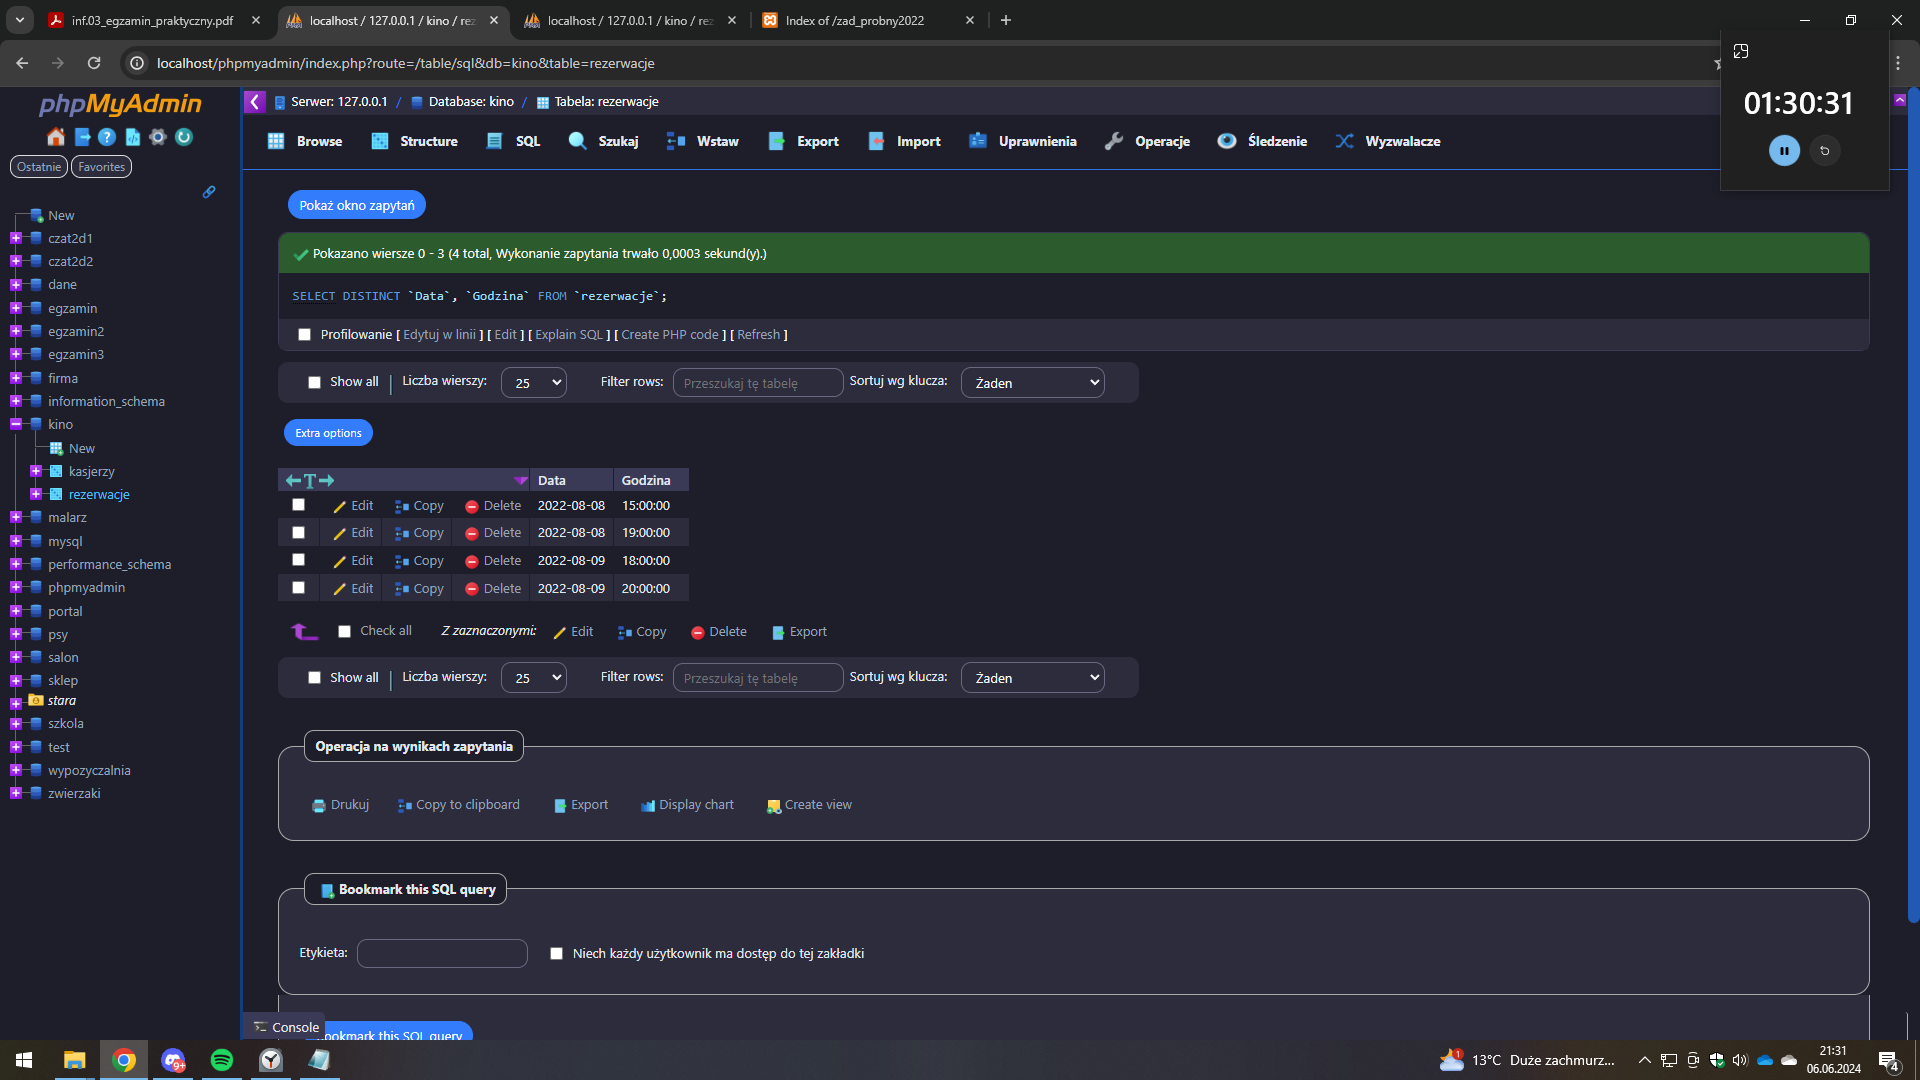 inf.03_egzamin_praktyczny.pdf
localhost / 127.0.0.1 / kino / rez
localhost / 127.0.0.1 / kino / rez
Index of /zad_probny2022
localhost/phpmyadmin/index.php?route=/table/sql&db=kino&table=rezerwacje
01:30:31
phpMyAdmin
Ostatnie Favorites
New
czat2d1
czat2d2
dane
egzamin
egzamin2
egzamin3
firma
information_schema
kino
New
kasjerzy
rezerwacje
malarz
mysql
performance_schema
phpmyadmin
portal
psy
salon
sklep
stara
szkola
test
wypozyczalnia
zwierzaki
Serwer: 127.0.0.1 / Database: kino / Tabela: rezerwacje
Browse Structure SQL Szukaj Wstaw Export Import Uprawnienia Operacje Śledzenie Wyzwalacze
Pokaż okno zapytań
Pokazano wiersze 0 - 3 (4 total, Wykonanie zapytania trwało 0,0003 sekund(y).)
SELECT DISTINCT `Data`, `Godzina` FROM `rezerwacje`;
Profilowanie [ Edytuj w linii ] [ Edit ] [ Explain SQL ] [ Create PHP code ] [ Refresh ]
Show all | Liczba wierszy: 25 Filter rows: Przeszukaj tę tabelę Sortuj wg klucza: Żaden
Extra options
←T→ Data Godzina
Edit Copy Delete 2022-08-08 15:00:00
Edit Copy Delete 2022-08-08 19:00:00
Edit Copy Delete 2022-08-09 18:00:00
Edit Copy Delete 2022-08-09 20:00:00
Check all Z zaznaczonymi: Edit Copy Delete Export
Show all | Liczba wierszy: 25 Filter rows: Przeszukaj tę tabelę Sortuj wg klucza: Żaden
Operacja na wynikach zapytania
Drukuj Copy to clipboard Export Display chart Create view
Bookmark this SQL query
Etykieta: Niech każdy użytkownik ma dostęp do tej zakładki
Console
ookmark this SQL query
9+
1
13°C Duże zachmurz...
21:31
06.06.2024
4